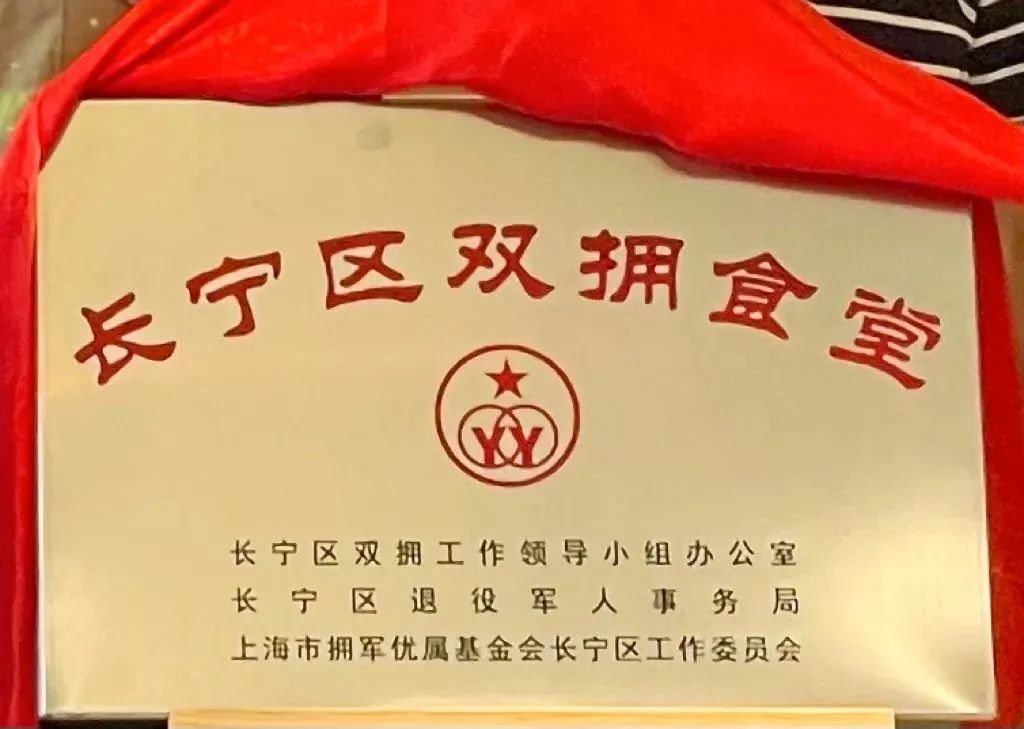 长宁区双拥食堂
YY
长宁区双拥工作领导小组办公室
长宁区退役军人事务局
上海市拥军优属基金会长宁区工作委员会